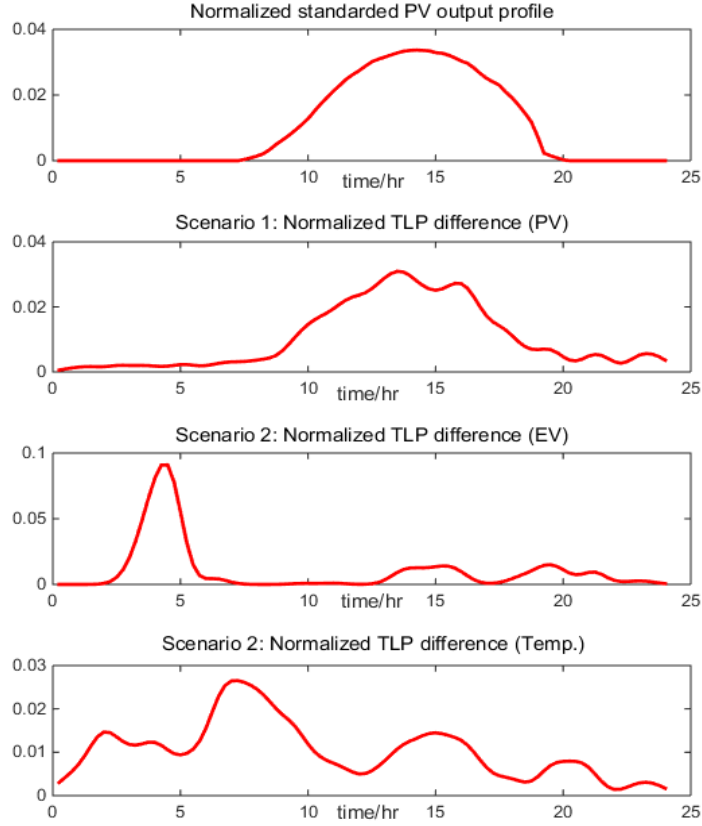 Normalized standarded PV output profile
0.04
0.02
0
0 5 10 15 20 25
time/hr
Scenario 1: Normalized TLP difference (PV)
0.04
0.02
0
0 5 10 15 20 25
time/hr
Scenario 2: Normalized TLP difference (EV)
0.1
0.05
0
0 5 10 15 20 25
time/hr
Scenario 2: Normalized TLP difference (Temp.)
0.03
0.02
0.01
0
0 5 10 15 20 25
time/hr